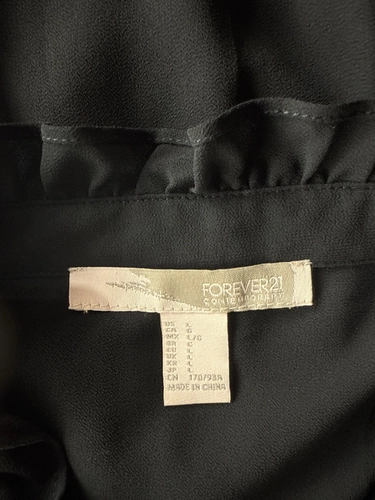 FOREVER21
CONTEMPORARY
US L
CA G
MX L/G
BR G
EU L
UK L
KR L
JP L
CN 170/93A
MADE IN CHINA